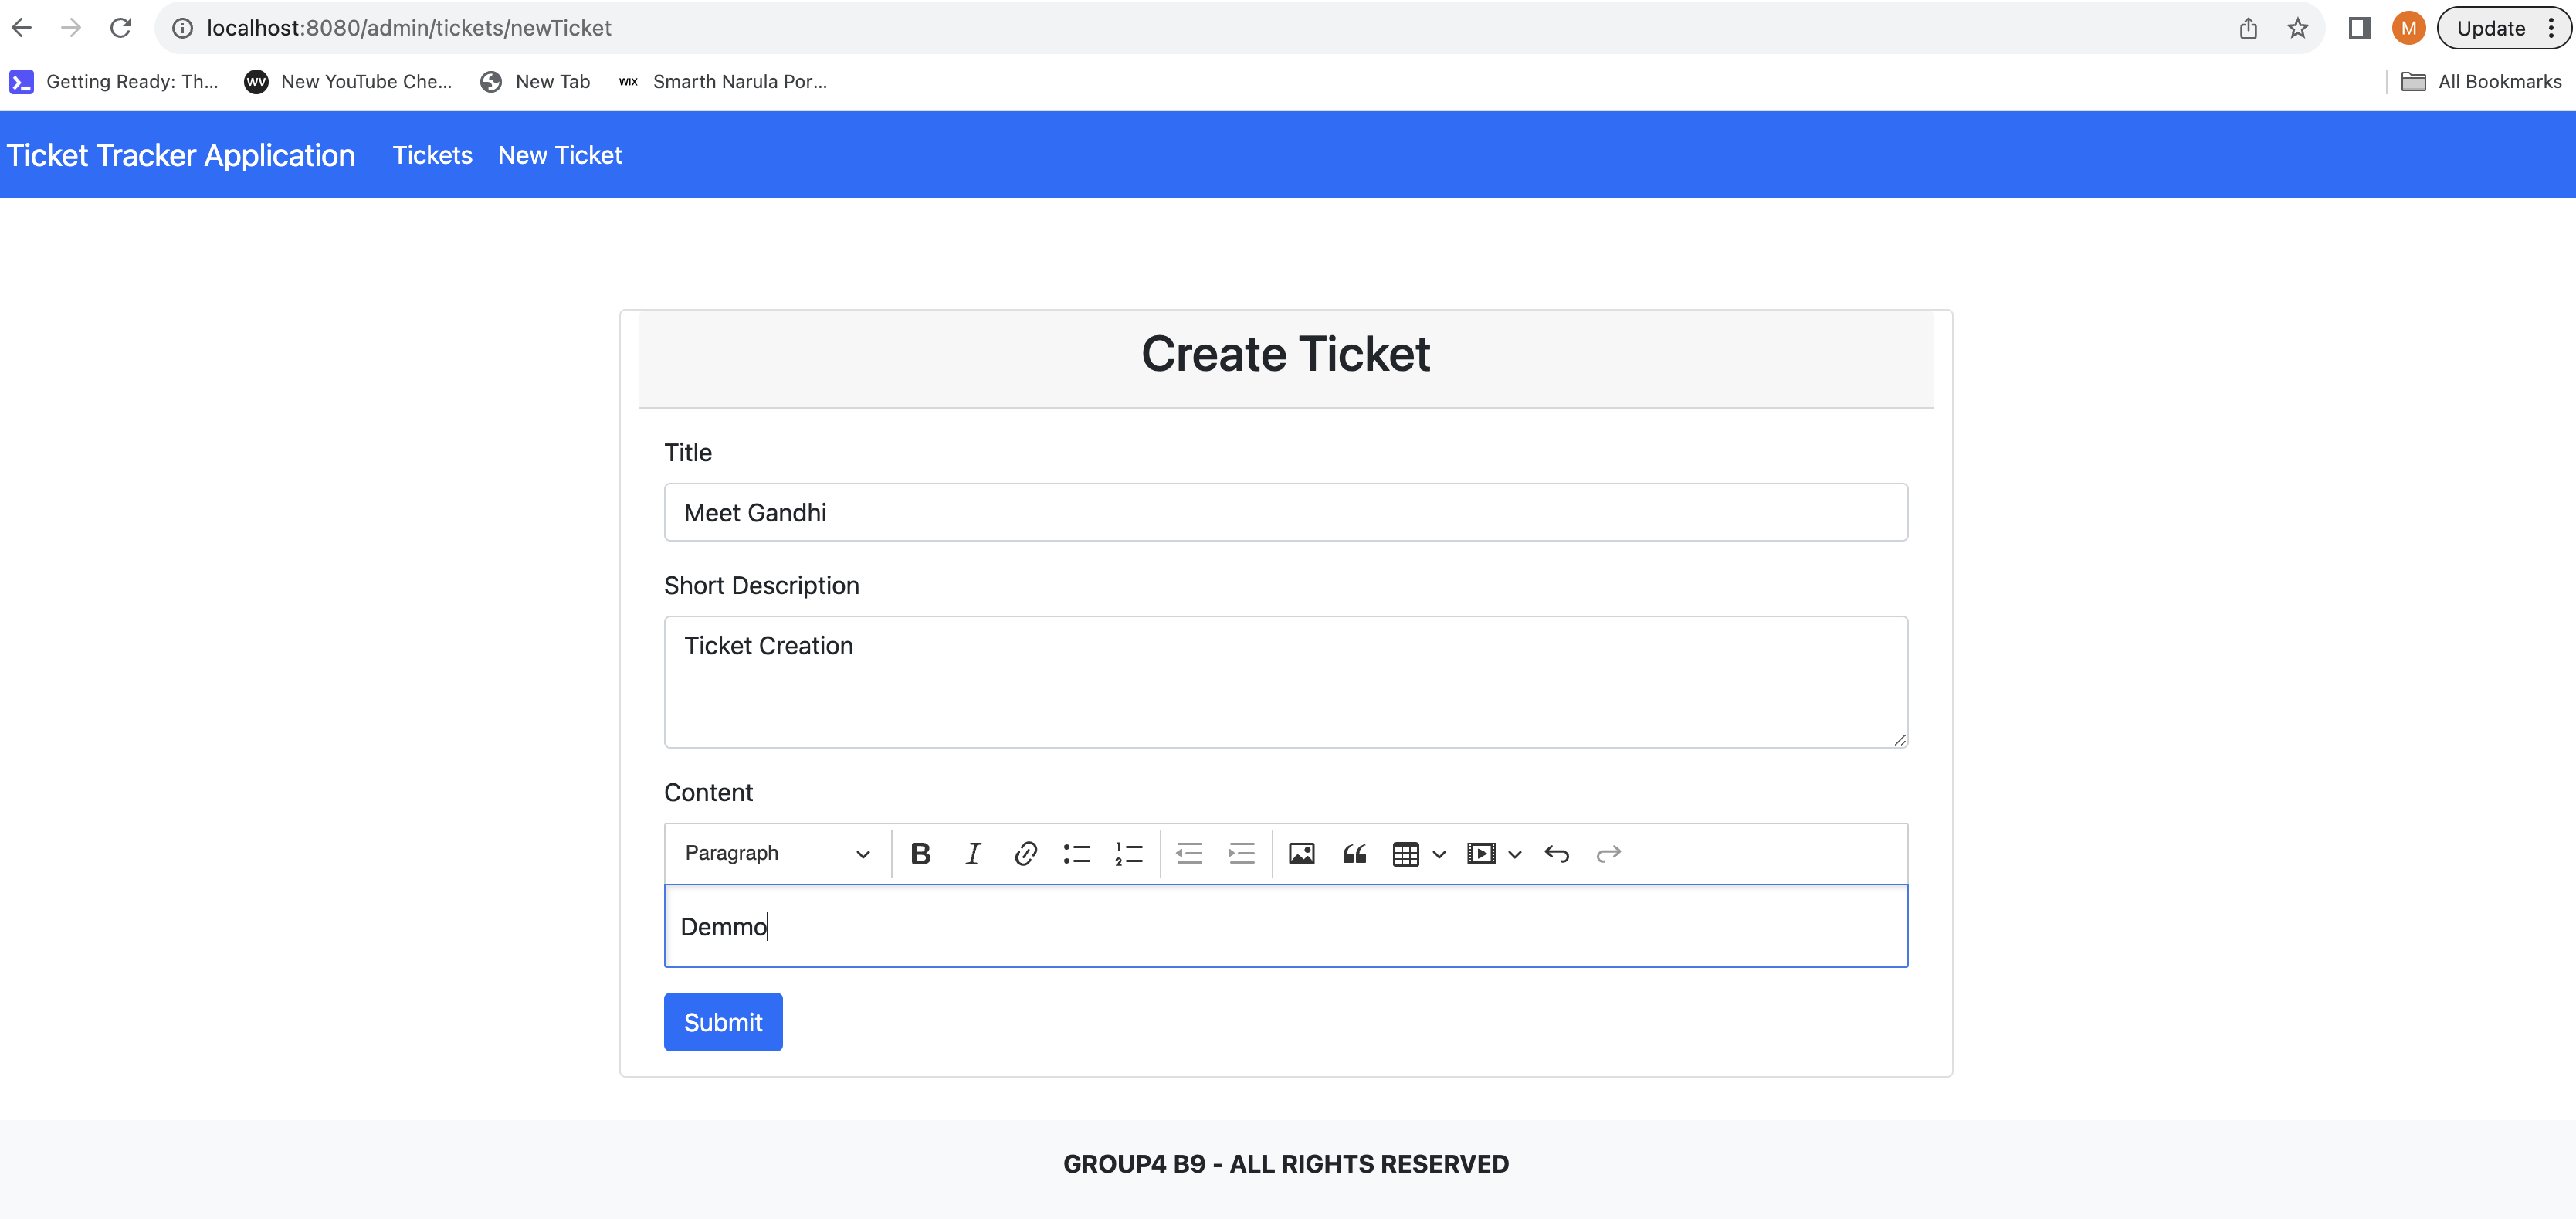 localhost:8080/admin/tickets/newTicket M Update
Getting Ready: Th... WV New YouTube Che... New Tab WIX Smarth Narula Por... All Bookmarks
Ticket Tracker Application Tickets New Ticket
Create Ticket
Title
Meet Gandhi
Short Description
Ticket Creation
Content
Paragraph B I
Demmo
Submit
GROUP4 B9 - ALL RIGHTS RESERVED